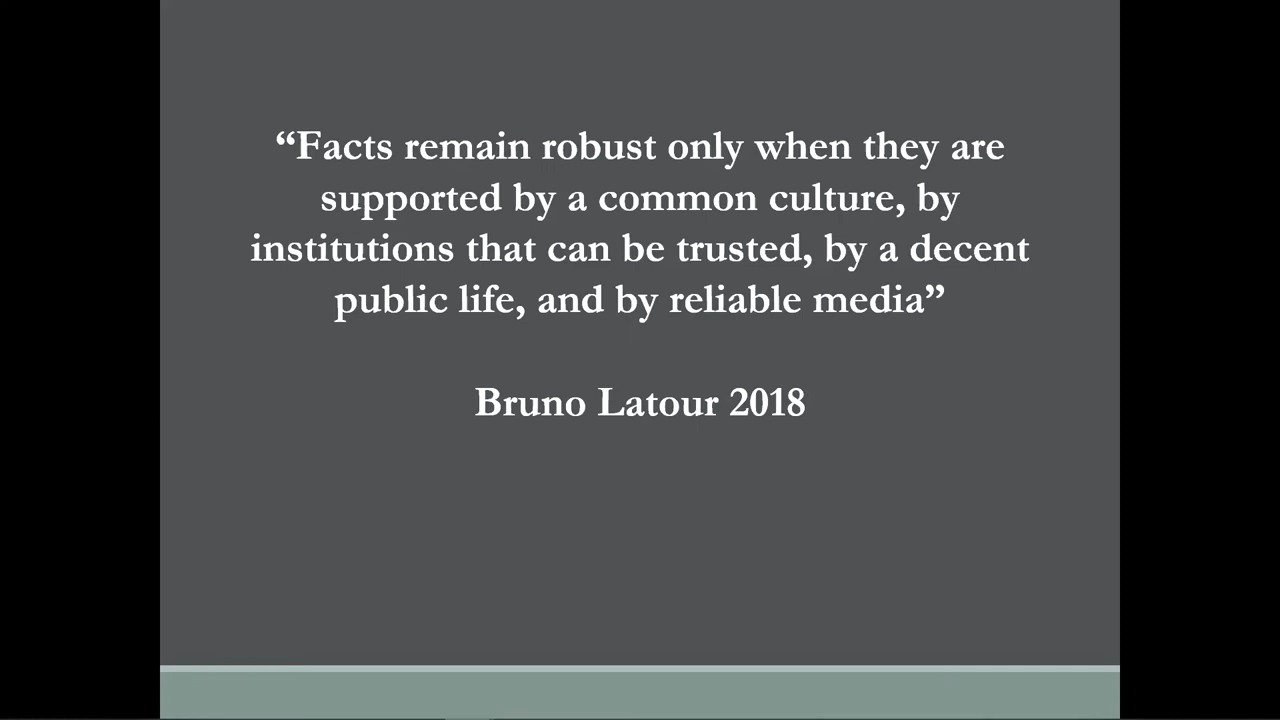 “Facts remain robust only when they are
supported by a common culture, by
institutions that can be trusted, by a decent
public life, and by reliable media”
Bruno Latour 2018